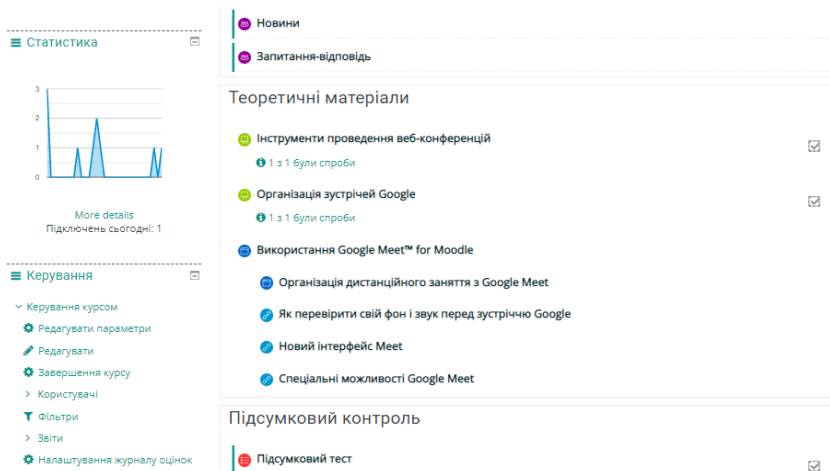 Статистика
3
2
1
0
More details
Підключень сьогодні: 1
Керування
Керування курсом
Редагувати параметри
Редагувати
Завершення курсу
Користувачі
Фільтри
Звіти
Налаштування журналу оцінок
Новини
Запитання-відповідь
Теоретичні матеріали
Інструменти проведення веб-конференцій
1 з 1 були спроби
Організація зустрічей Google
1 з 1 були спроби
Використання Google Meet™ for Moodle
Організація дистанційного заняття з Google Meet
Як перевірити свій фон і звук перед зустріччю Google
Новий інтерфейс Meet
Спеціальні можливості Google Meet
Підсумковий контроль
Підсумковий тест